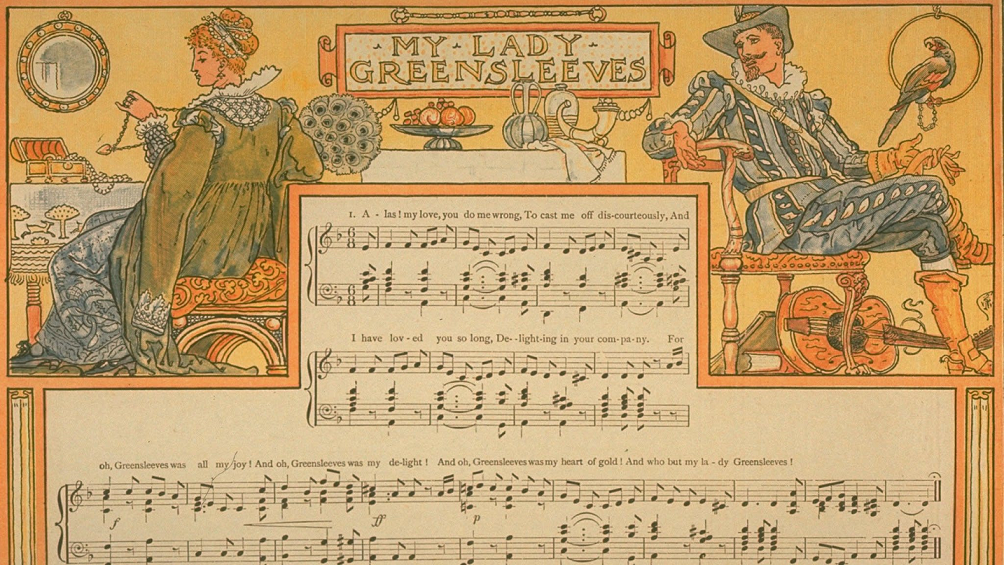 MY LADY
GREENSLEEVES
1. A - las! my love, you do me wrong, To cast me off dis-courteously, And
I have lov - ed you so long, De--light-ing in your com-pa-ny. For
oh, Greensleeves was all my joy! And oh, Greensleeves was my de-light! And oh, Greensleeves was my heart of gold! And who but my la - dy Greensleeves!
f ff p